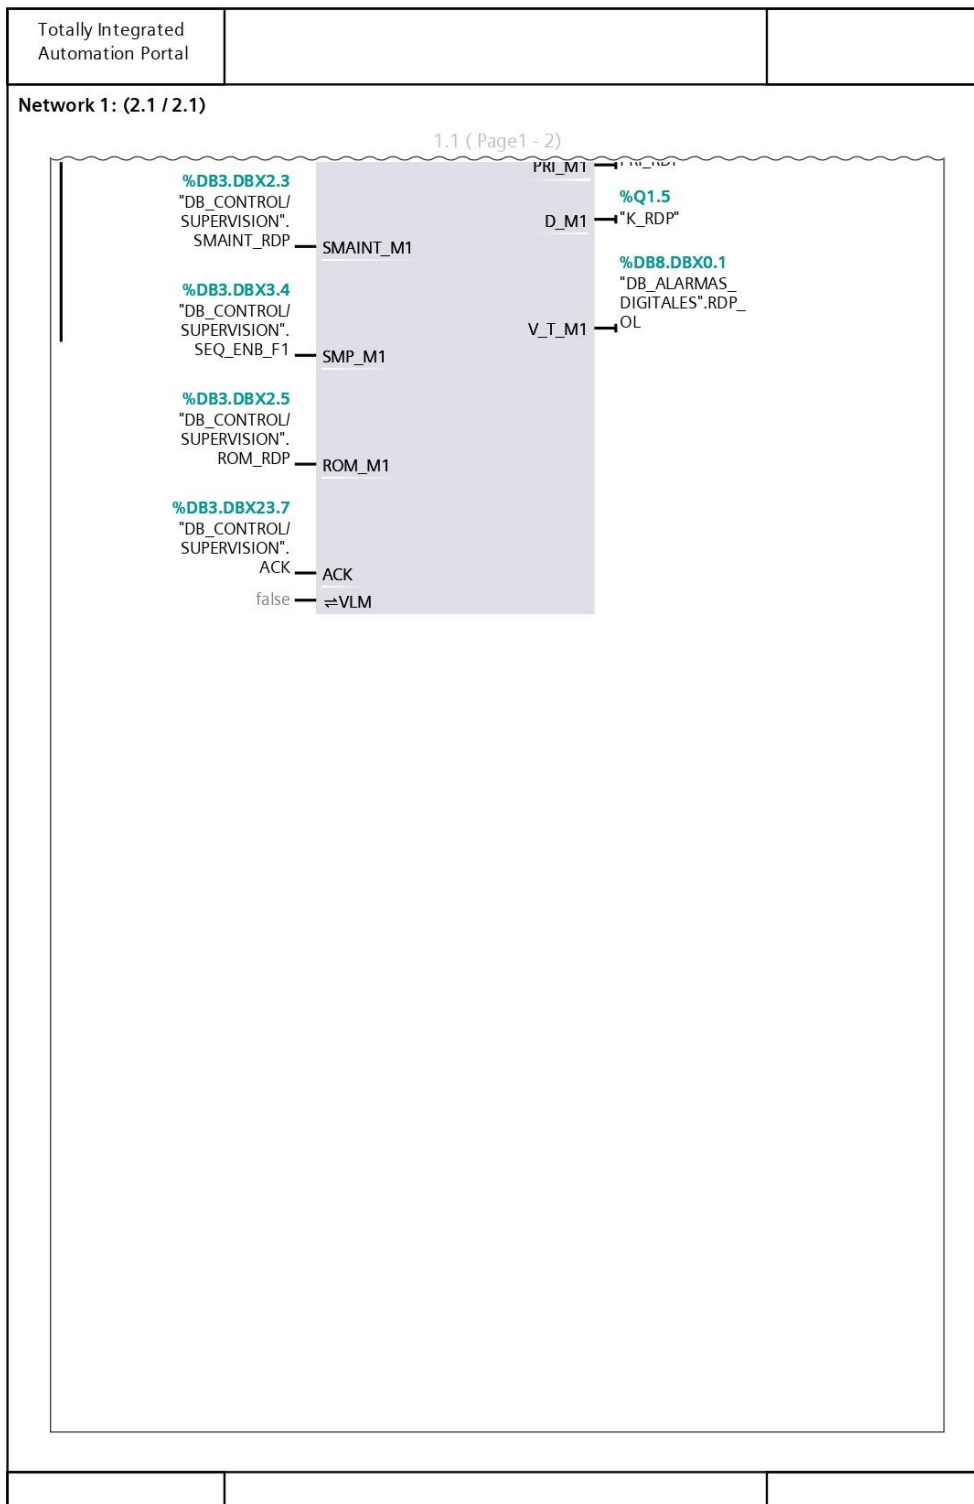 Totally Integrated
Automation Portal
Network 1: (2.1 / 2.1)
1.1 ( Page1 - 2)
PRI_M1
%DB3.DBX2.3
"DB_CONTROL/
SUPERVISION".
SMAINT_RDP
SMAINT_M1
%Q1.5
D_M1
"K_RDP"
%DB8.DBX0.1
"DB_ALARMAS_
DIGITALES".RDP_
OL
V_T_M1
%DB3.DBX3.4
"DB_CONTROL/
SUPERVISION".
SEQ_ENB_F1
SMP_M1
%DB3.DBX2.5
"DB_CONTROL/
SUPERVISION".
ROM_RDP
ROM_M1
%DB3.DBX23.7
"DB_CONTROL/
SUPERVISION".
ACK
ACK
false
⇌VLM